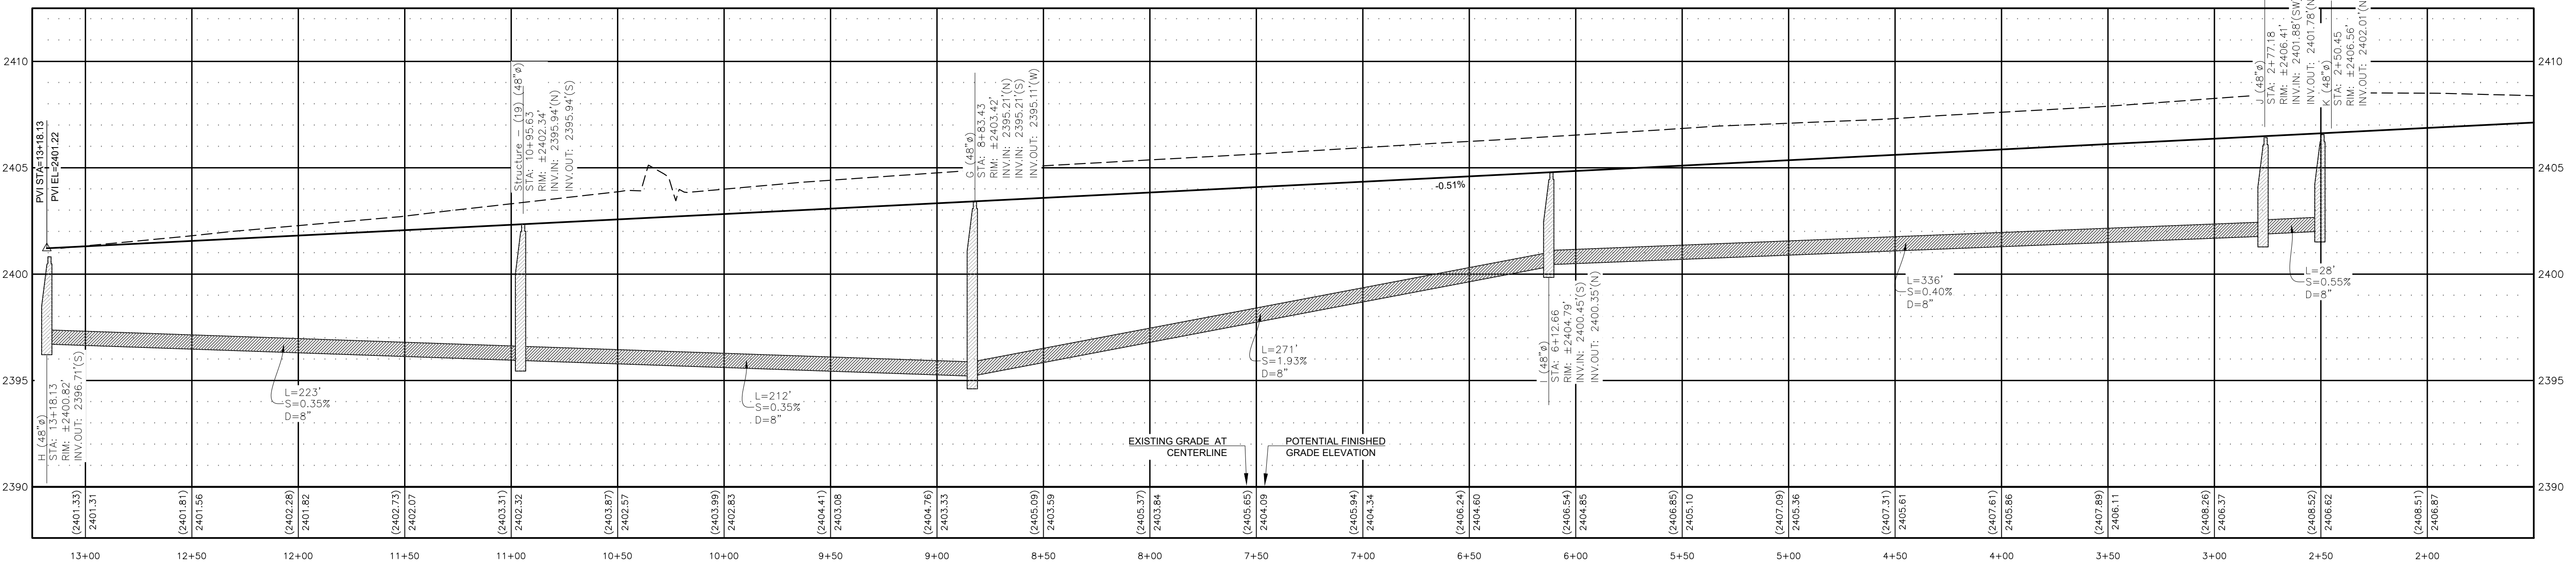 2410
2405
2400
2395
2390
2410
2405
2400
2395
2390
PVI STA=13+18.13
PVI EL=2401.22
H (48"ø)
STA: 13+18.13
RIM: ±2400.82'
INV.OUT: 2396.71'(S)
L=223'
S=0.35%
D=8"
Structure - (19) (48"ø)
STA: 10+95.63
RIM: ±2402.34'
INV.IN: 2395.94'(N)
INV.OUT: 2395.94'(S)
L=212'
S=0.35%
D=8"
G (48"ø)
STA: 8+83.43
RIM: ±2403.42'
INV.IN: 2395.21'(N)
INV.IN: 2395.21'(S)
INV.OUT: 2395.11'(W)
L=271'
S=1.93%
D=8"
EXISTING GRADE AT
CENTERLINE
POTENTIAL FINISHED
GRADE ELEVATION
-0.51%
I (48"ø)
STA: 6+12.66
RIM: ±2404.79'
INV.IN: 2400.45'(S)
INV.OUT: 2400.35'(N)
L=336'
S=0.40%
D=8"
J (48"ø)
STA: 2+77.18
RIM: ±2406.41'
INV.IN: 2401.88'(SW)
INV.OUT: 2401.78'(N
K (48"ø)
STA: 2+50.45
RIM: ±2406.56'
INV.OUT: 2402.01'(N
L=28'
S=0.55%
D=8"
(2401.33)
2401.31
(2401.81)
2401.56
(2402.28)
2401.82
(2402.73)
2402.07
(2403.31)
2402.32
(2403.87)
2402.57
(2403.99)
2402.83
(2404.41)
2403.08
(2404.76)
2403.33
(2405.09)
2403.59
(2405.37)
2403.84
(2405.65)
2404.09
(2405.94)
2404.34
(2406.24)
2404.60
(2406.54)
2404.85
(2406.85)
2405.10
(2407.09)
2405.36
(2407.31)
2405.61
(2407.61)
2405.86
(2407.89)
2406.11
(2408.26)
2406.37
(2408.52)
2406.62
(2408.51)
2406.87
13+00
12+50
12+00
11+50
11+00
10+50
10+00
9+50
9+00
8+50
8+00
7+50
7+00
6+50
6+00
5+50
5+00
4+50
4+00
3+50
3+00
2+50
2+00